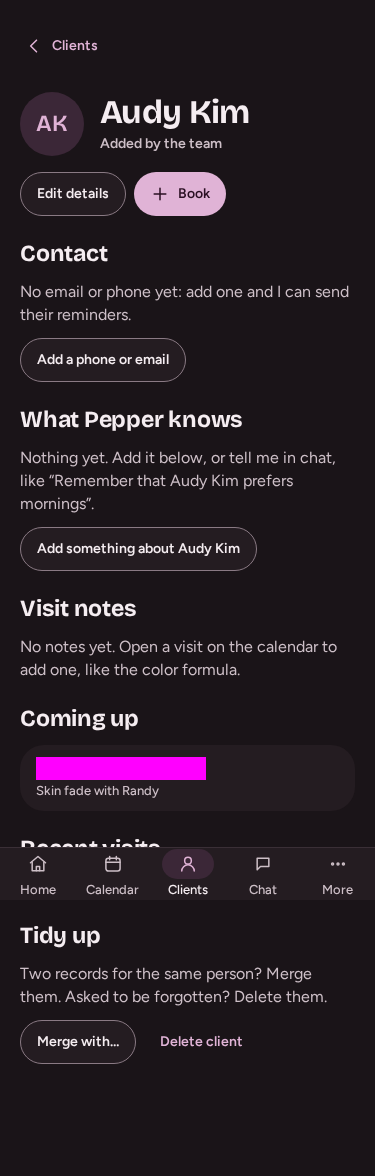 Clients
AK
Audy Kim
Added by the team
Edit details
Book
Contact
No email or phone yet: add one and I can send
their reminders.
Add a phone or email
What Pepper knows
Nothing yet. Add it below, or tell me in chat,
like “Remember that Audy Kim prefers
mornings”.
Add something about Audy Kim
Visit notes
No notes yet. Open a visit on the calendar to
add one, like the color formula.
Coming up
Skin fade with Randy
Recent visits
Home
Calendar
Clients
Chat
More
Tidy up
Two records for the same person? Merge
them. Asked to be forgotten? Delete them.
Merge with…
Delete client